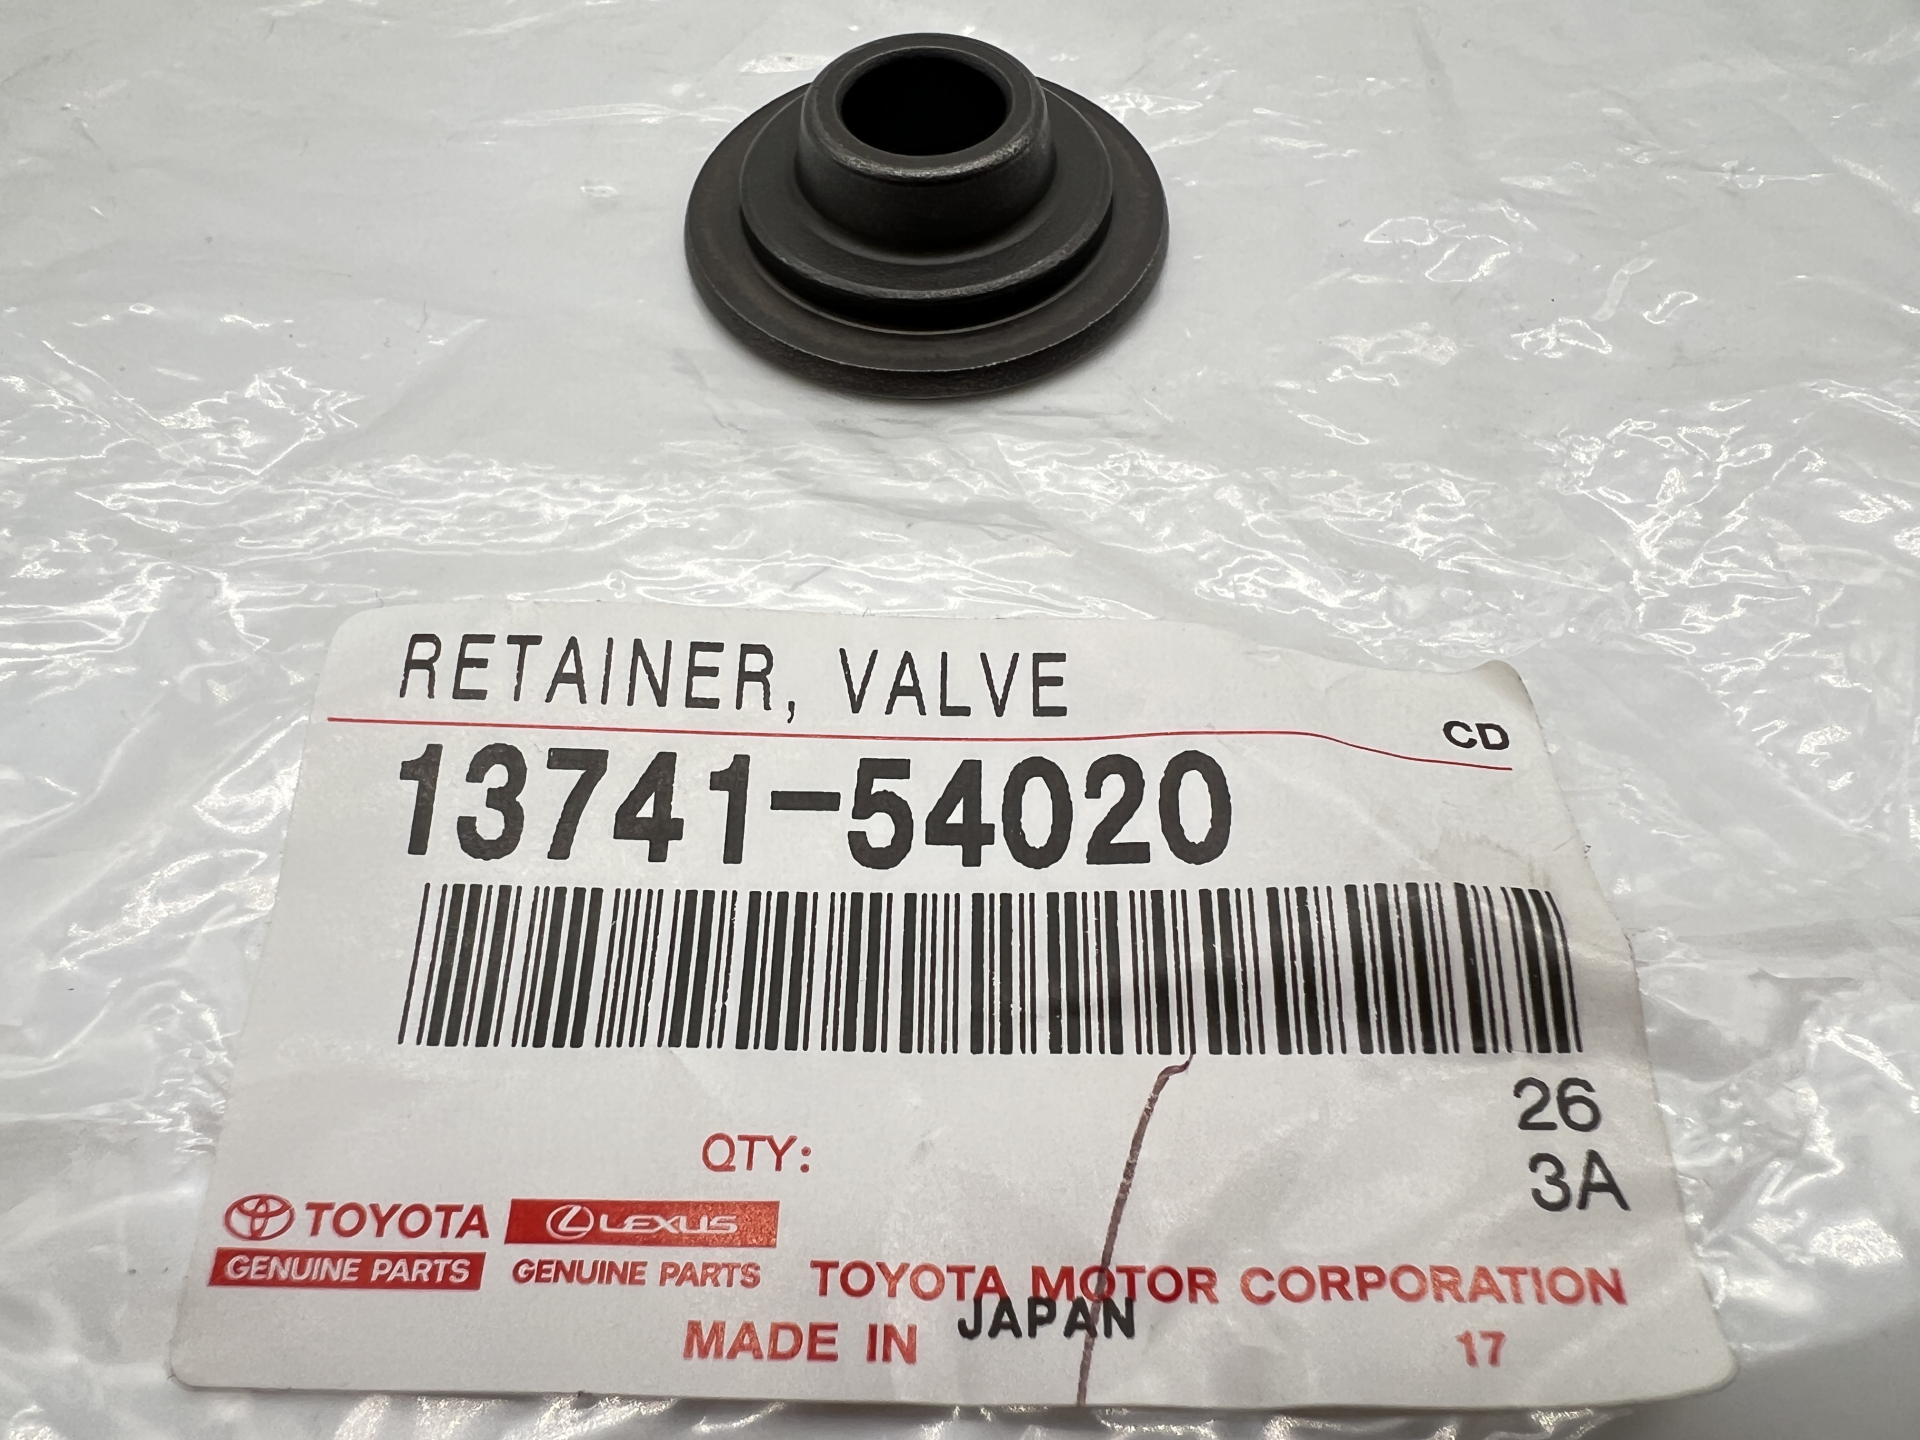 RETAINER, VALVE
CD
13741-54020
26
QTY:
3A
TOYOTA LEXUS
GENUINE PARTS GENUINE PARTS TOYOTA MOTOR CORPORATION
MADE IN JAPAN 17